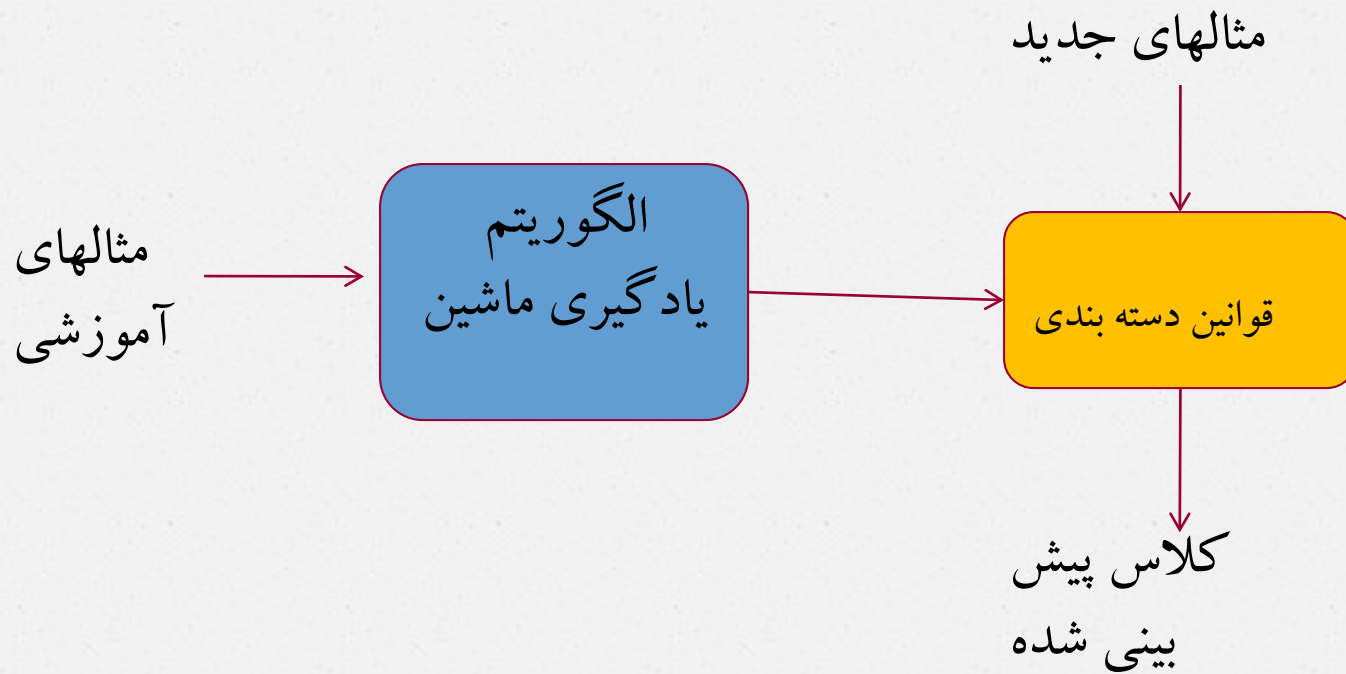 مثالهای جدید
مثالهای
آموزشی
الگوریتم
یادگیری ماشین
قوانین دسته بندی
کلاس پیش
بینی شده